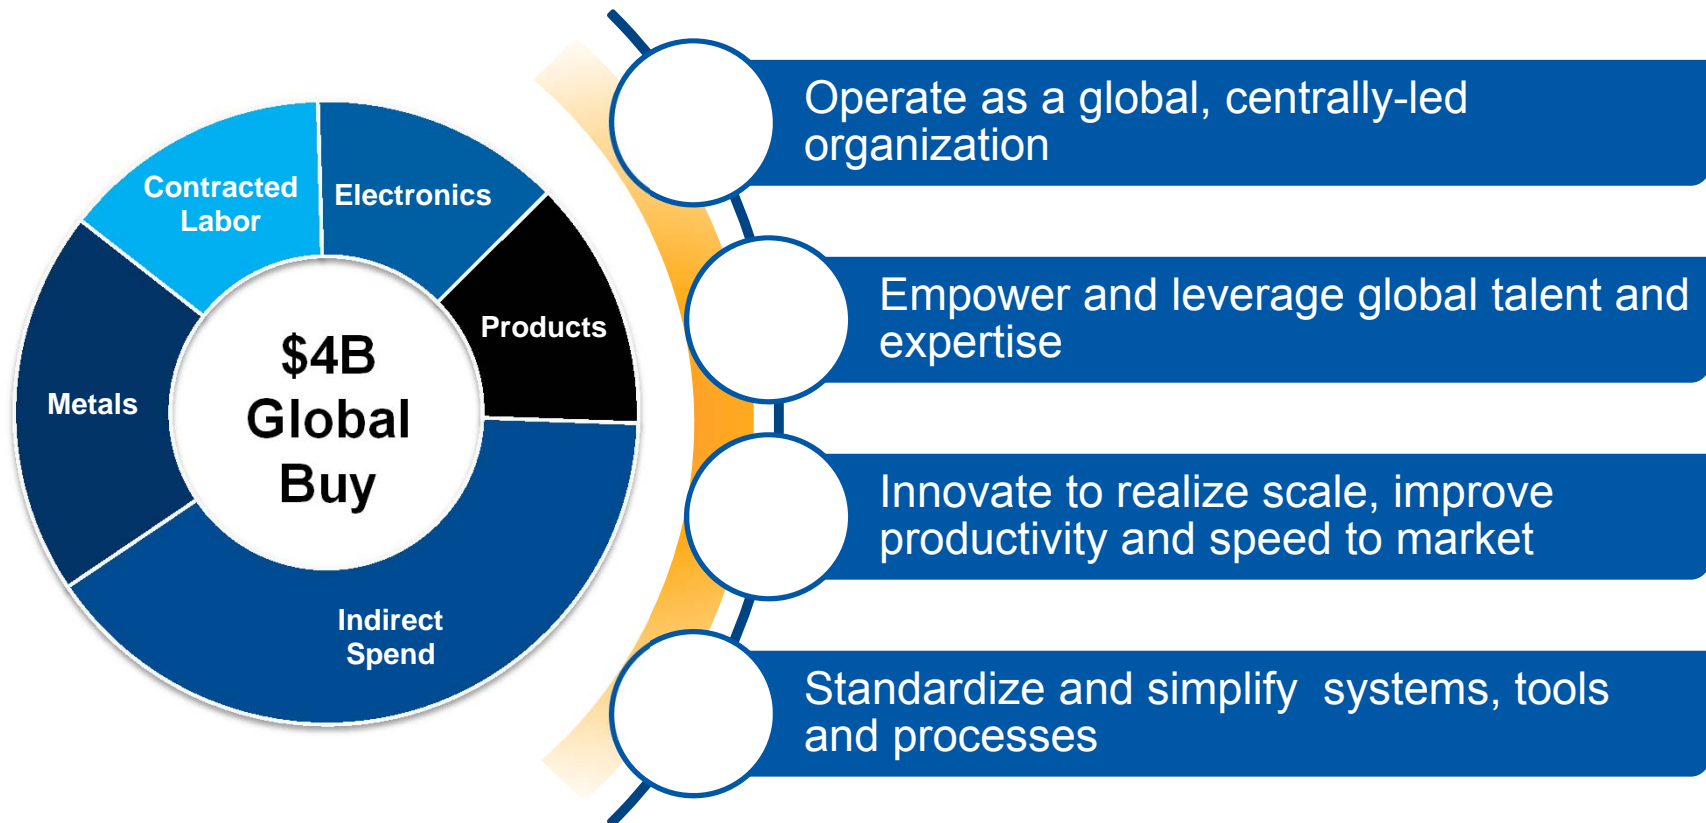 Contracted
Labor
Electronics
Products
Metals
$4B
Global
Buy
Indirect
Spend
Operate as a global, centrally-led
organization
Empower and leverage global talent and
expertise
Innovate to realize scale, improve
productivity and speed to market
Standardize and simplify  systems, tools
and processes